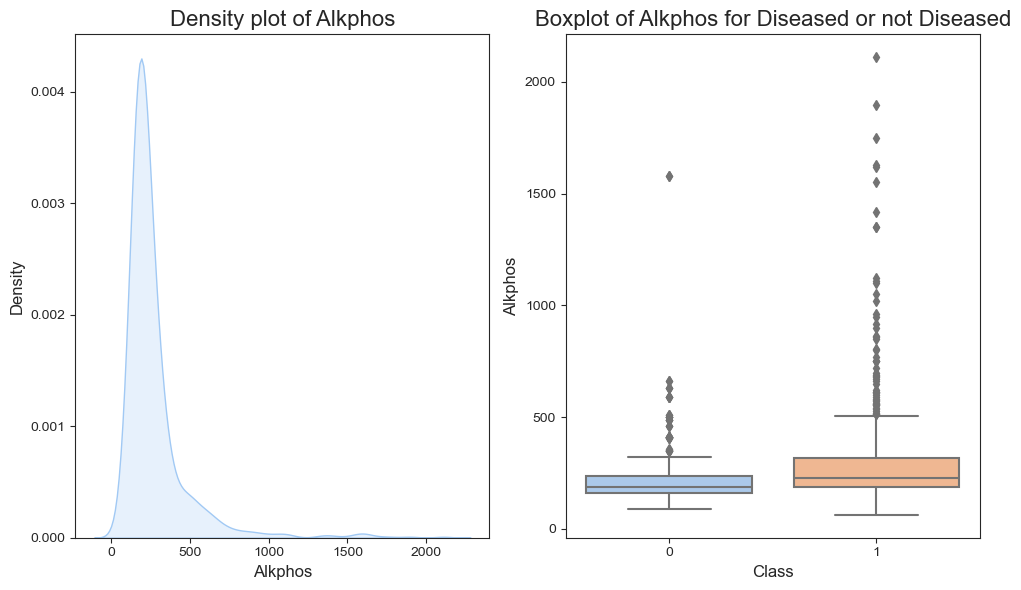 Density plot of Alkphos
0.004
0.003
0.002
0.001
0.000
Density
0
500
1000
1500
2000
Alkphos
Boxplot of Alkphos for Diseased or not Diseased
2000
1500
1000
500
0
Alkphos
0
1
Class